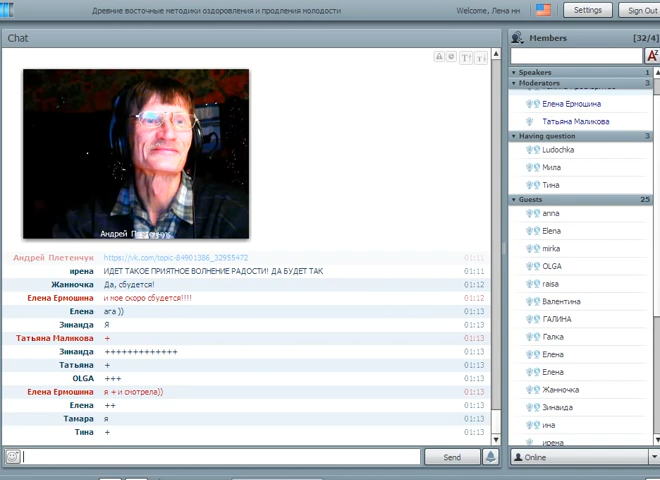 Древние восточные методики оздоровления и продления молодости
Welcome, Лена нн
Settings
Sign Out
Chat
Андрей Плетенчук
Андрей Плетенчук https://vk.com/topic-84901386_32955472 01:11
ирена ИДЕТ ТАКОЕ ПРИЯТНОЕ ВОЛНЕНИЕ РАДОСТИ! ДА БУДЕТ ТАК 01:11
Жанночка Да, сбудется! 01:12
Елена Ермошина и мое скоро сбудется!!!! 01:12
Елена ага )) 01:13
Зинаида Я 01:13
Татьяна Маликова + 01:13
Зинаида +++++++++++++ 01:13
Татьяна + 01:13
OLGA +++ 01:13
Елена Ермошина я + и смотрела)) 01:13
Елена ++ 01:13
Тамара я 01:13
Тина + 01:13
Send
Members [32/4]
Speakers 1
Moderators 3
Елена Ермошина
Татьяна Маликова
Having question 3
Ludochka
Мила
Тина
Guests 25
anna
Elena
mirka
OLGA
raisa
Валентина
ГАЛИНА
Галка
Елена
Елена
Жанночка
Зинаида
ина
ирена
Online